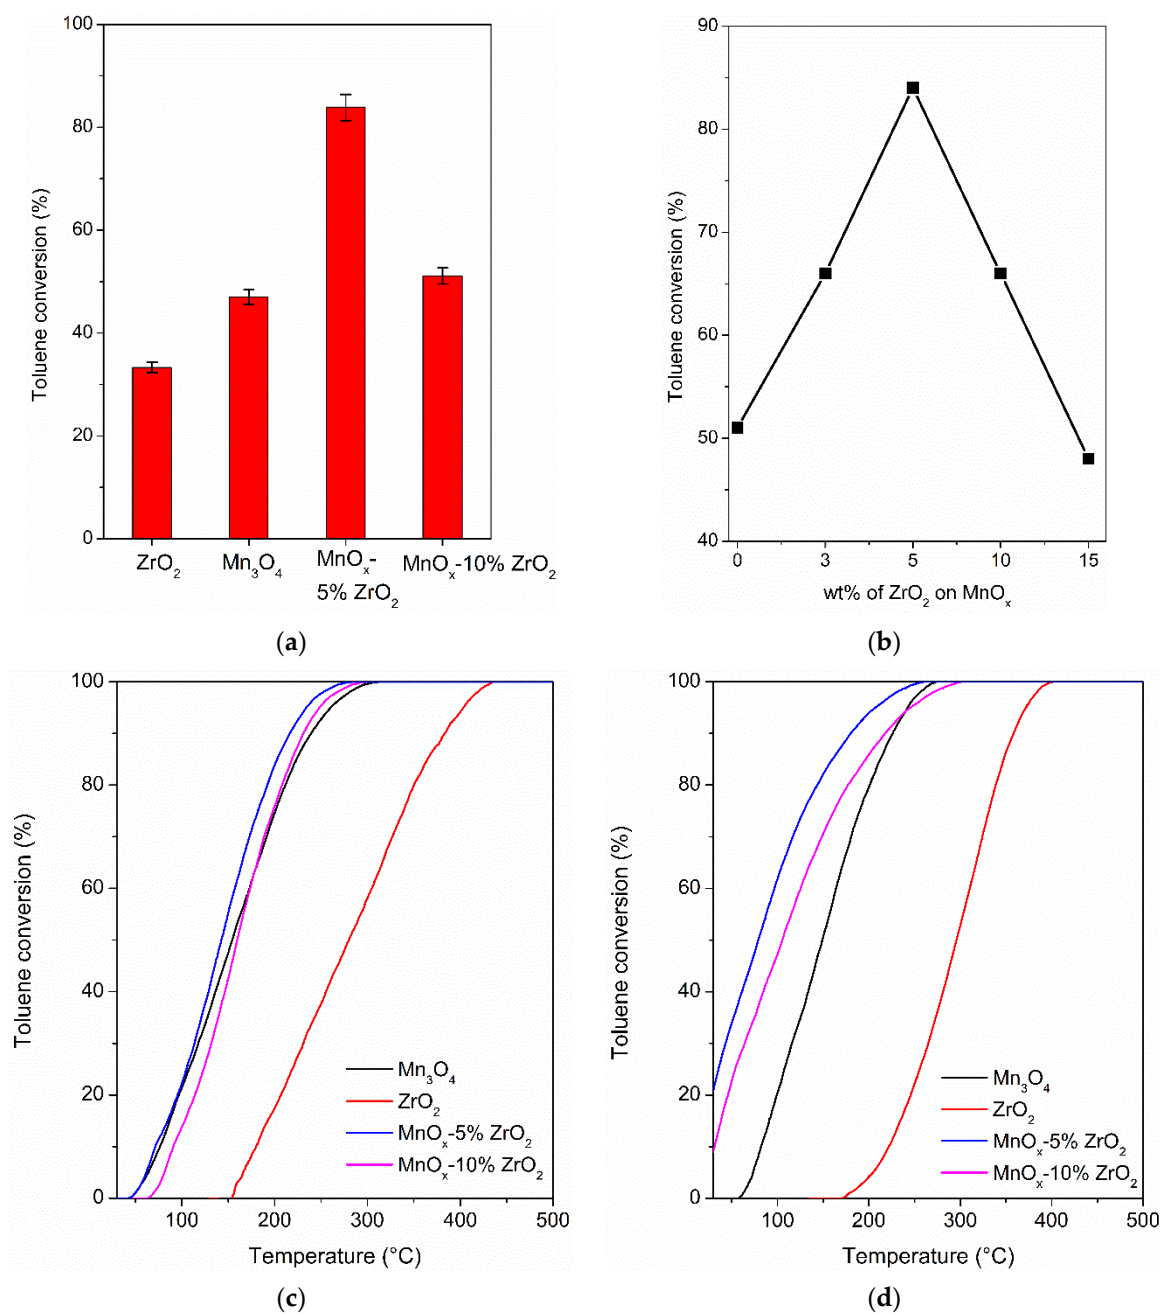 100
80
60
40
20
0
Toluene conversion (%)
ZrO₂
Mn₃O₄
MnOₓ-
5% ZrO₂
MnOₓ-10% ZrO₂
(a)
90
80
70
60
50
40
Toluene conversion (%)
0 3 5 10 15
wt% of ZrO₂ on MnOₓ
(b)
100
80
60
40
20
0
Toluene conversion (%)
Mn₃O₄
ZrO₂
MnOₓ-5% ZrO₂
MnOₓ-10% ZrO₂
100 200 300 400 500
Temperature (°C)
(c)
100
80
60
40
20
0
Toluene conversion (%)
Mn₃O₄
ZrO₂
MnOₓ-5% ZrO₂
MnOₓ-10% ZrO₂
100 200 300 400 500
Temperature (°C)
(d)